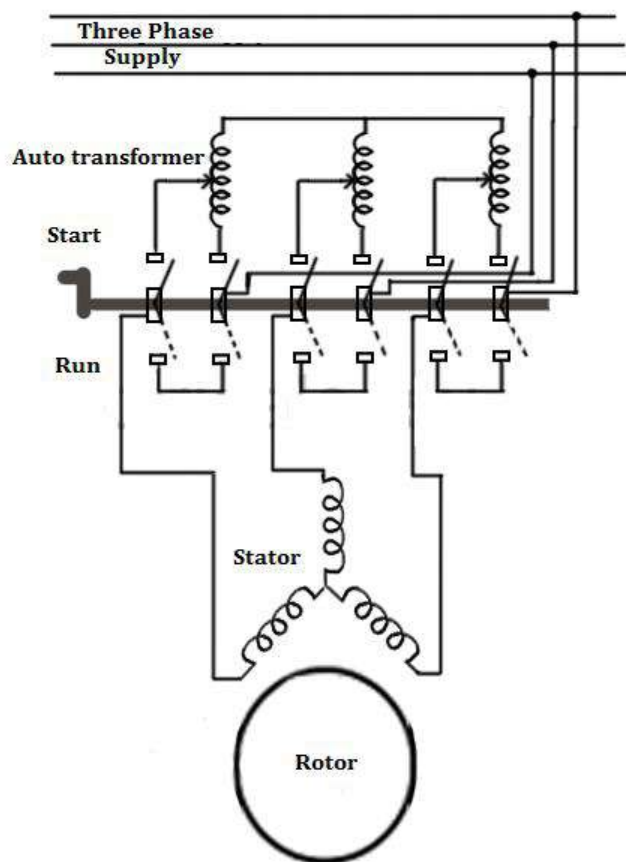 Three Phase
Supply
Auto transformer
Start
Run
Stator
Rotor